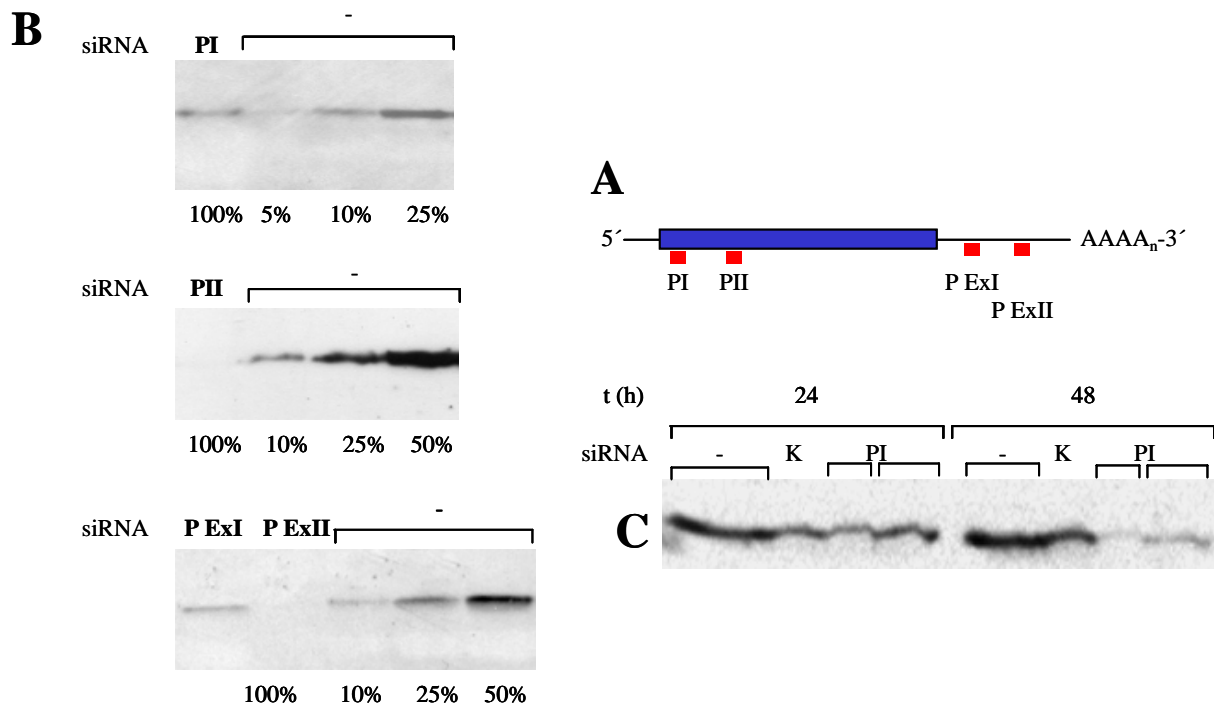 B
-
siRNA PI
100% 5% 10% 25%
siRNA PII -
100% 10% 25% 50%
siRNA P ExI P ExII -
100% 10% 25% 50%
A
5´ AAAAn-3´
PI PII P ExI
P ExII
t (h) 24 48
siRNA - K PI - K PI
C